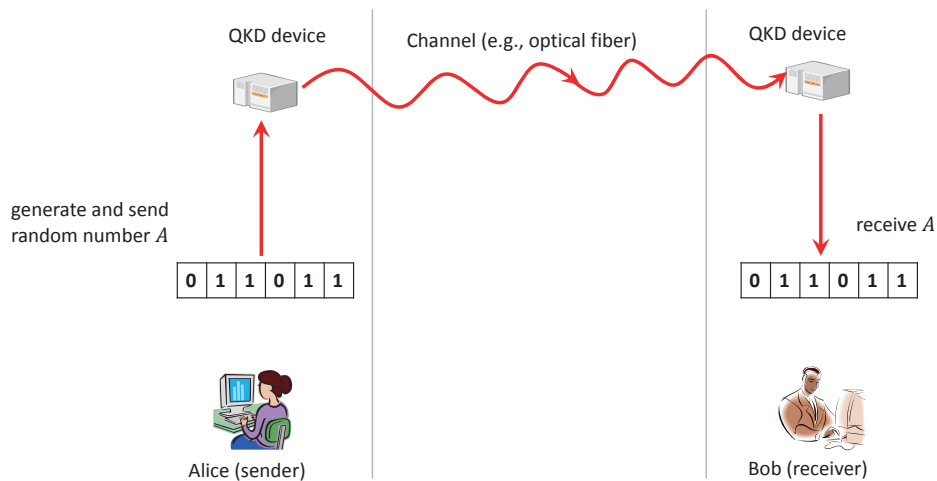 QKD device
Channel (e.g., optical fiber)
QKD device
generate and send
random number A
receive A
0 1 1 0 1 1
0 1 1 0 1 1
Alice (sender)
Bob (receiver)